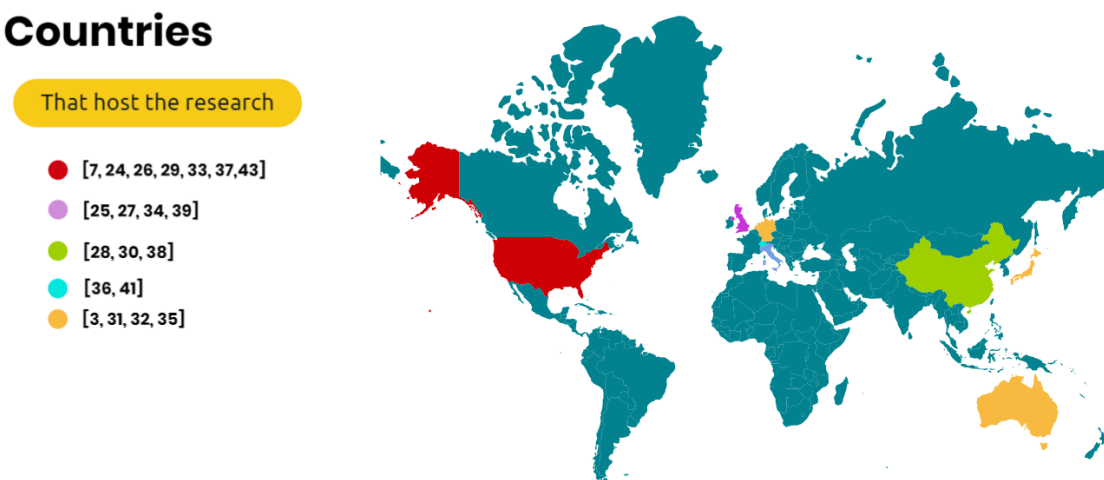 Countries
That host the research
[7, 24, 26, 29, 33, 37,43]
[25, 27, 34, 39]
[28, 30, 38]
[36, 41]
[3, 31, 32, 35]